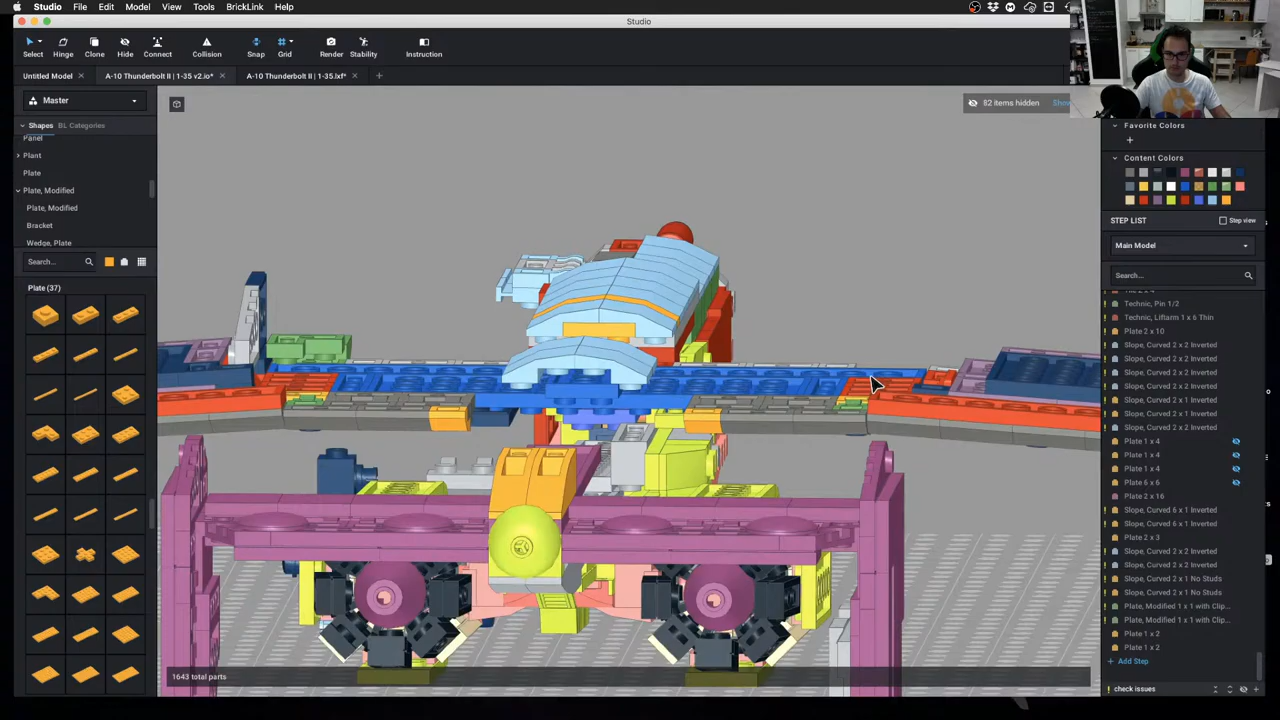 Studio File Edit Model View Tools BrickLink Help
Studio
Select Hinge Clone Hide Connect Collision Snap Grid Render Stability Instruction
Untitled Model A-10 Thunderbolt II | 1-35 v2.io* A-10 Thunderbolt II | 1-35.lxf*
Master
Shapes BL Categories
Panel
Plant
Plate
Plate, Modified
Plate, Modified
Bracket
Wedge, Plate
Search...
Plate (37)
82 items hidden
1643 total parts
Favorite Colors
Content Colors
STEP LIST
Step view
Main Model
Search...
Technic, Pin 1/2
Technic, Liftarm 1 x 6 Thin
Plate 2 x 10
Slope, Curved 2 x 2 Inverted
Slope, Curved 2 x 2 Inverted
Slope, Curved 2 x 2 Inverted
Slope, Curved 2 x 2 Inverted
Slope, Curved 2 x 1 Inverted
Slope, Curved 2 x 1 Inverted
Slope, Curved 2 x 2 Inverted
Plate 1 x 4
Plate 1 x 4
Plate 1 x 4
Plate 6 x 6
Plate 2 x 16
Slope, Curved 6 x 1 Inverted
Slope, Curved 6 x 1 Inverted
Plate 2 x 3
Slope, Curved 2 x 2 Inverted
Slope, Curved 2 x 2 Inverted
Slope, Curved 2 x 1 No Studs
Slope, Curved 2 x 1 No Studs
Plate, Modified 1 x 1 with Clip...
Plate, Modified 1 x 1 with Clip...
Plate 1 x 2
Plate 1 x 2
Add Step
check issues